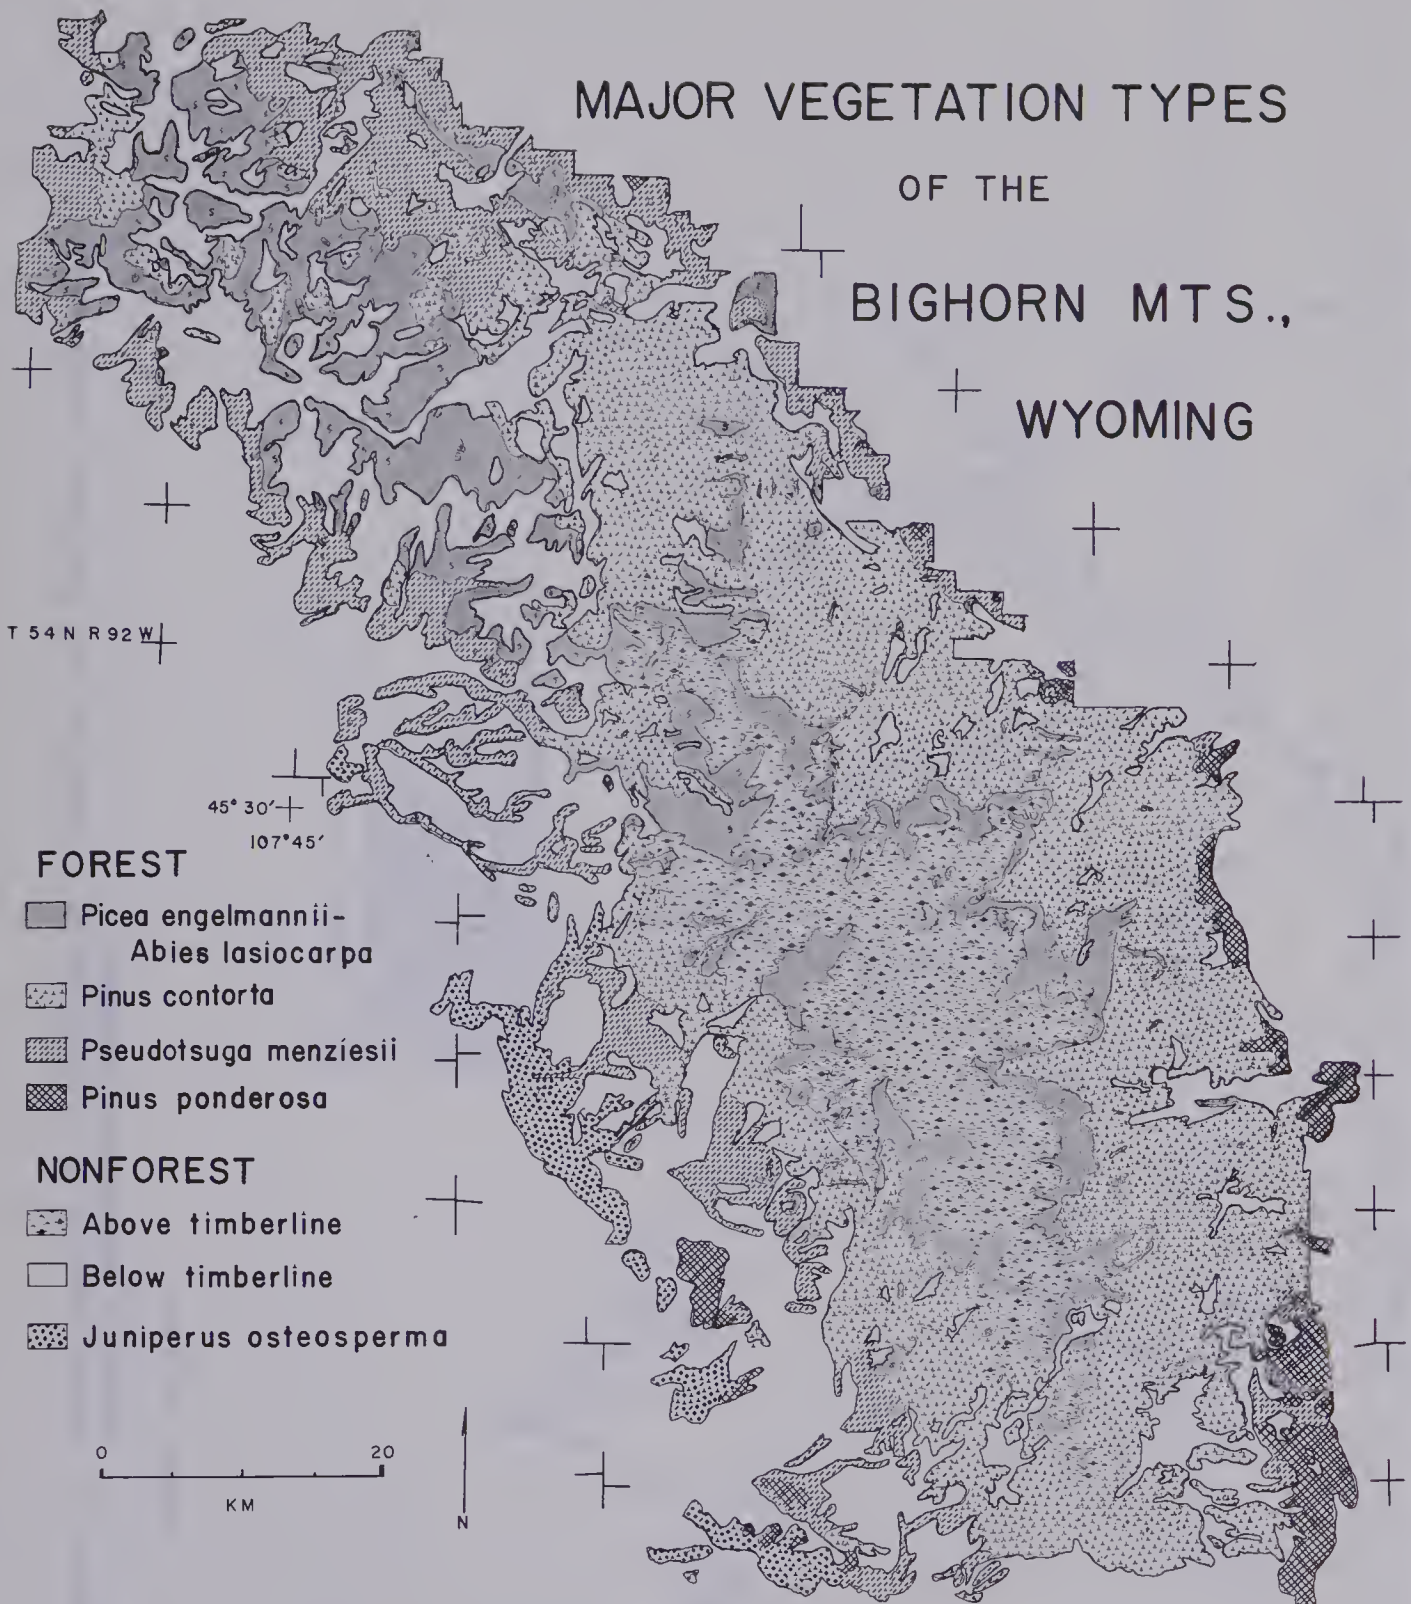 MAJOR VEGETATION TYPES
OF THE
BIGHORN MTS.,
WYOMING
T 54 N R 92 W
45° 30'
107° 45'
FOREST
Picea engelmannii-
Abies lasiocarpa
Pinus contorta
Pseudotsuga menziesii
Pinus ponderosa
NONFOREST
Above timberline
Below timberline
Juniperus osteosperma
0 20
KM
N